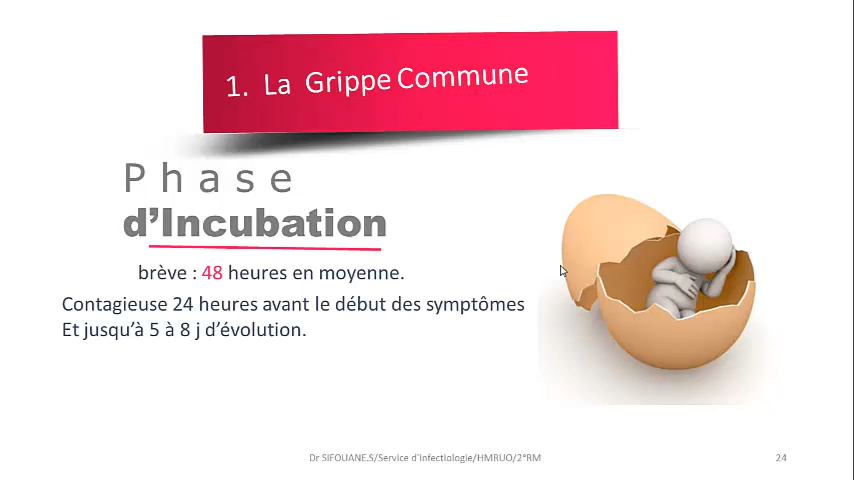 1. La Grippe Commune
Phase
d’Incubation
brève : 48 heures en moyenne.
Contagieuse 24 heures avant le début des symptômes
Et jusqu’à 5 à 8 j d’évolution.
Dr SIFOUANE.S/Service d'infectiologie/HMRUO/2°RM
24